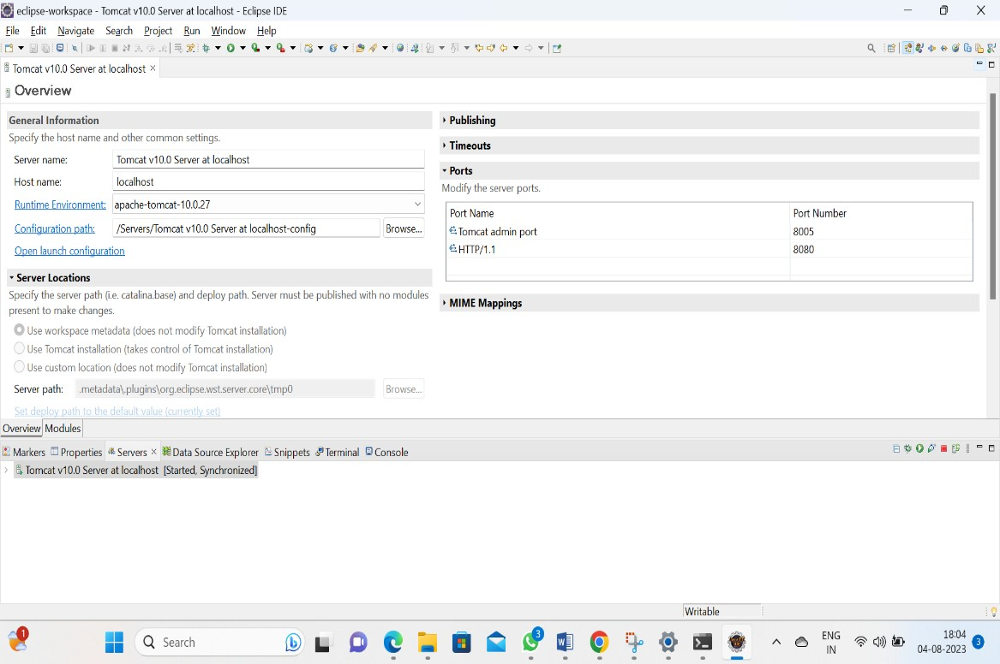 eclipse-workspace - Tomcat v10.0 Server at localhost - Eclipse IDE
File Edit Navigate Search Project Run Window Help
Tomcat v10.0 Server at localhost
Overview
General Information
Specify the host name and other common settings.
Server name: Tomcat v10.0 Server at localhost
Host name: localhost
Runtime Environment: apache-tomcat-10.0.27
Configuration path: /Servers/Tomcat v10.0 Server at localhost-config Browse...
Open launch configuration
Server Locations
Specify the server path (i.e. catalina.base) and deploy path. Server must be published with no modules
present to make changes.
Use workspace metadata (does not modify Tomcat installation)
Use Tomcat installation (takes control of Tomcat installation)
Use custom location (does not modify Tomcat installation)
Server path: .metadata\.plugins\org.eclipse.wst.server.core\tmp0 Browse...
Set deploy path to the default value (currently set)
Publishing
Timeouts
Ports
Modify the server ports.
Port Name Port Number
Tomcat admin port 8005
HTTP/1.1 8080
MIME Mappings
Overview Modules
Markers Properties Servers Data Source Explorer Snippets Terminal Console
Tomcat v10.0 Server at localhost [Started, Synchronized]
Writable
1
Search
3
ENG
IN
18:04
04-08-2023
3